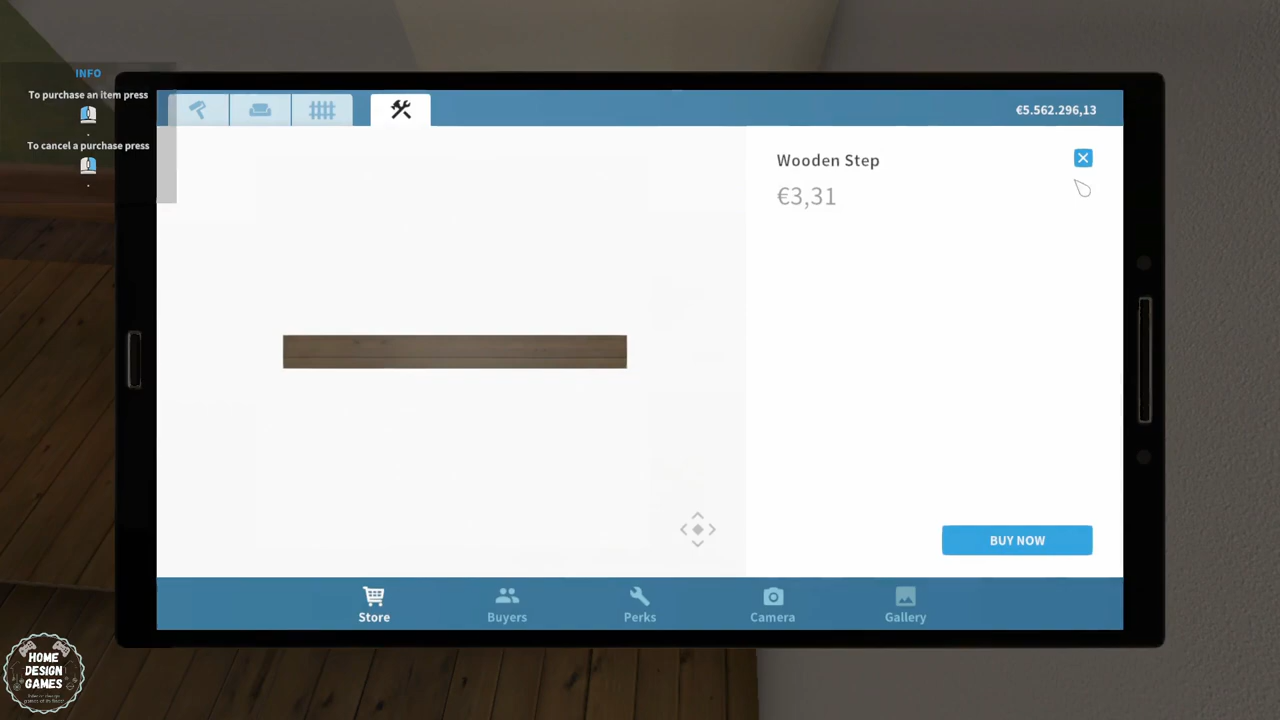 INFO
To purchase an item press
.
To cancel a purchase press
.
€5.562.296,13
Wooden Step
€3,31
BUY NOW
Store
Buyers
Perks
Camera
Gallery
HOME
DESIGN
GAMES